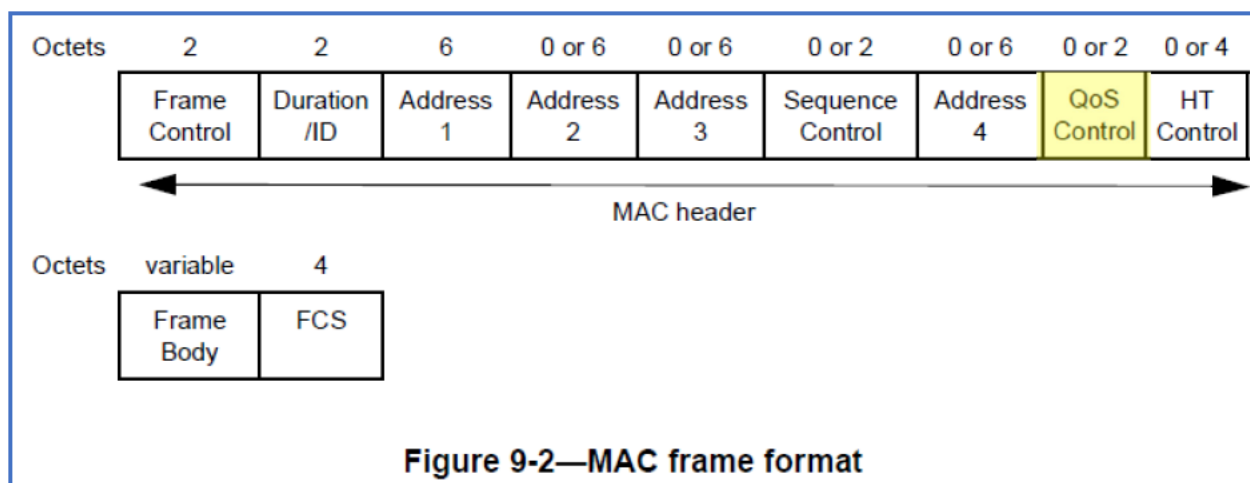 Octets 2 2 6 0 or 6 0 or 6 0 or 2 0 or 6 0 or 2 0 or 4
Frame Duration Address Address Address Sequence Address QoS HT
Control /ID 1 2 3 Control 4 Control Control
MAC header
Octets variable 4
Frame FCS
Body
Figure 9-2—MAC frame format